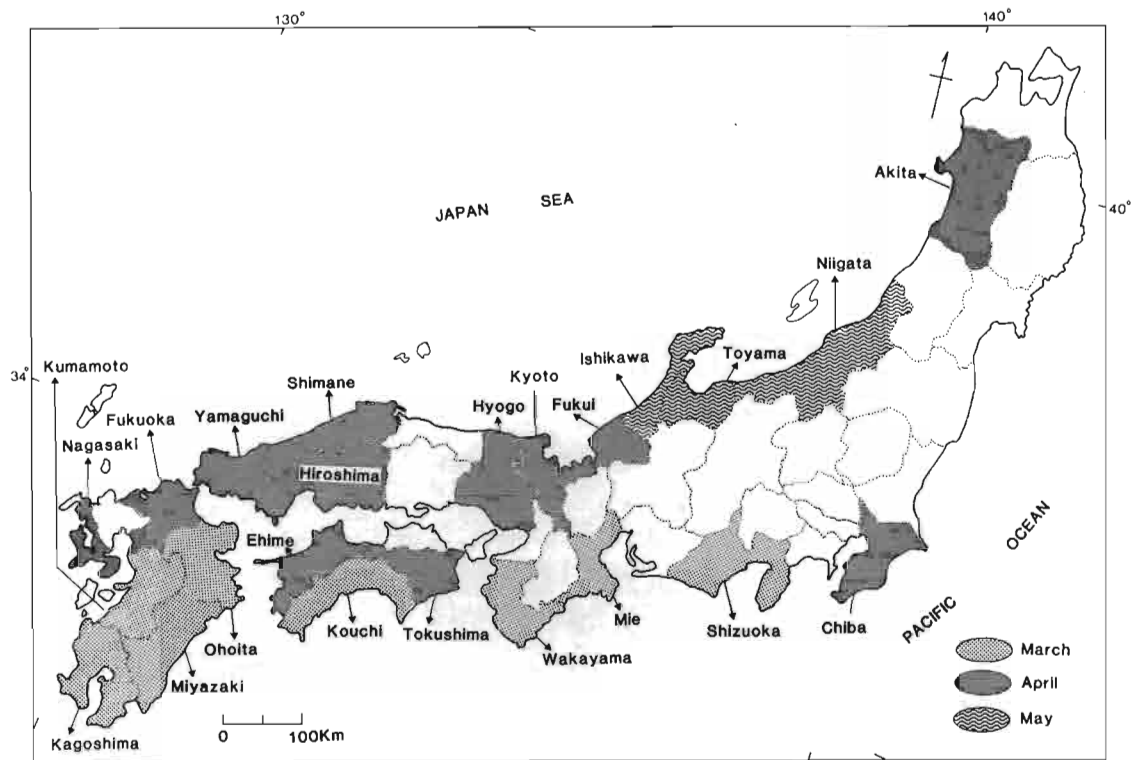 130°
140°
Akita
40°
JAPAN SEA
Niigata
Kumamoto
34°
Shimane
Ishikawa
Toyama
Kyoto
Fukuoka
Yamaguchi
Hyogo
Fukui
Nagasaki
Hiroshima
Ehime
OCEAN
PACIFIC
Ohoita
Kouchi
Tokushima
Mie
Shizuoka
Chiba
Wakayama
Miyazaki
Kagoshima
March
April
May
0 100Km